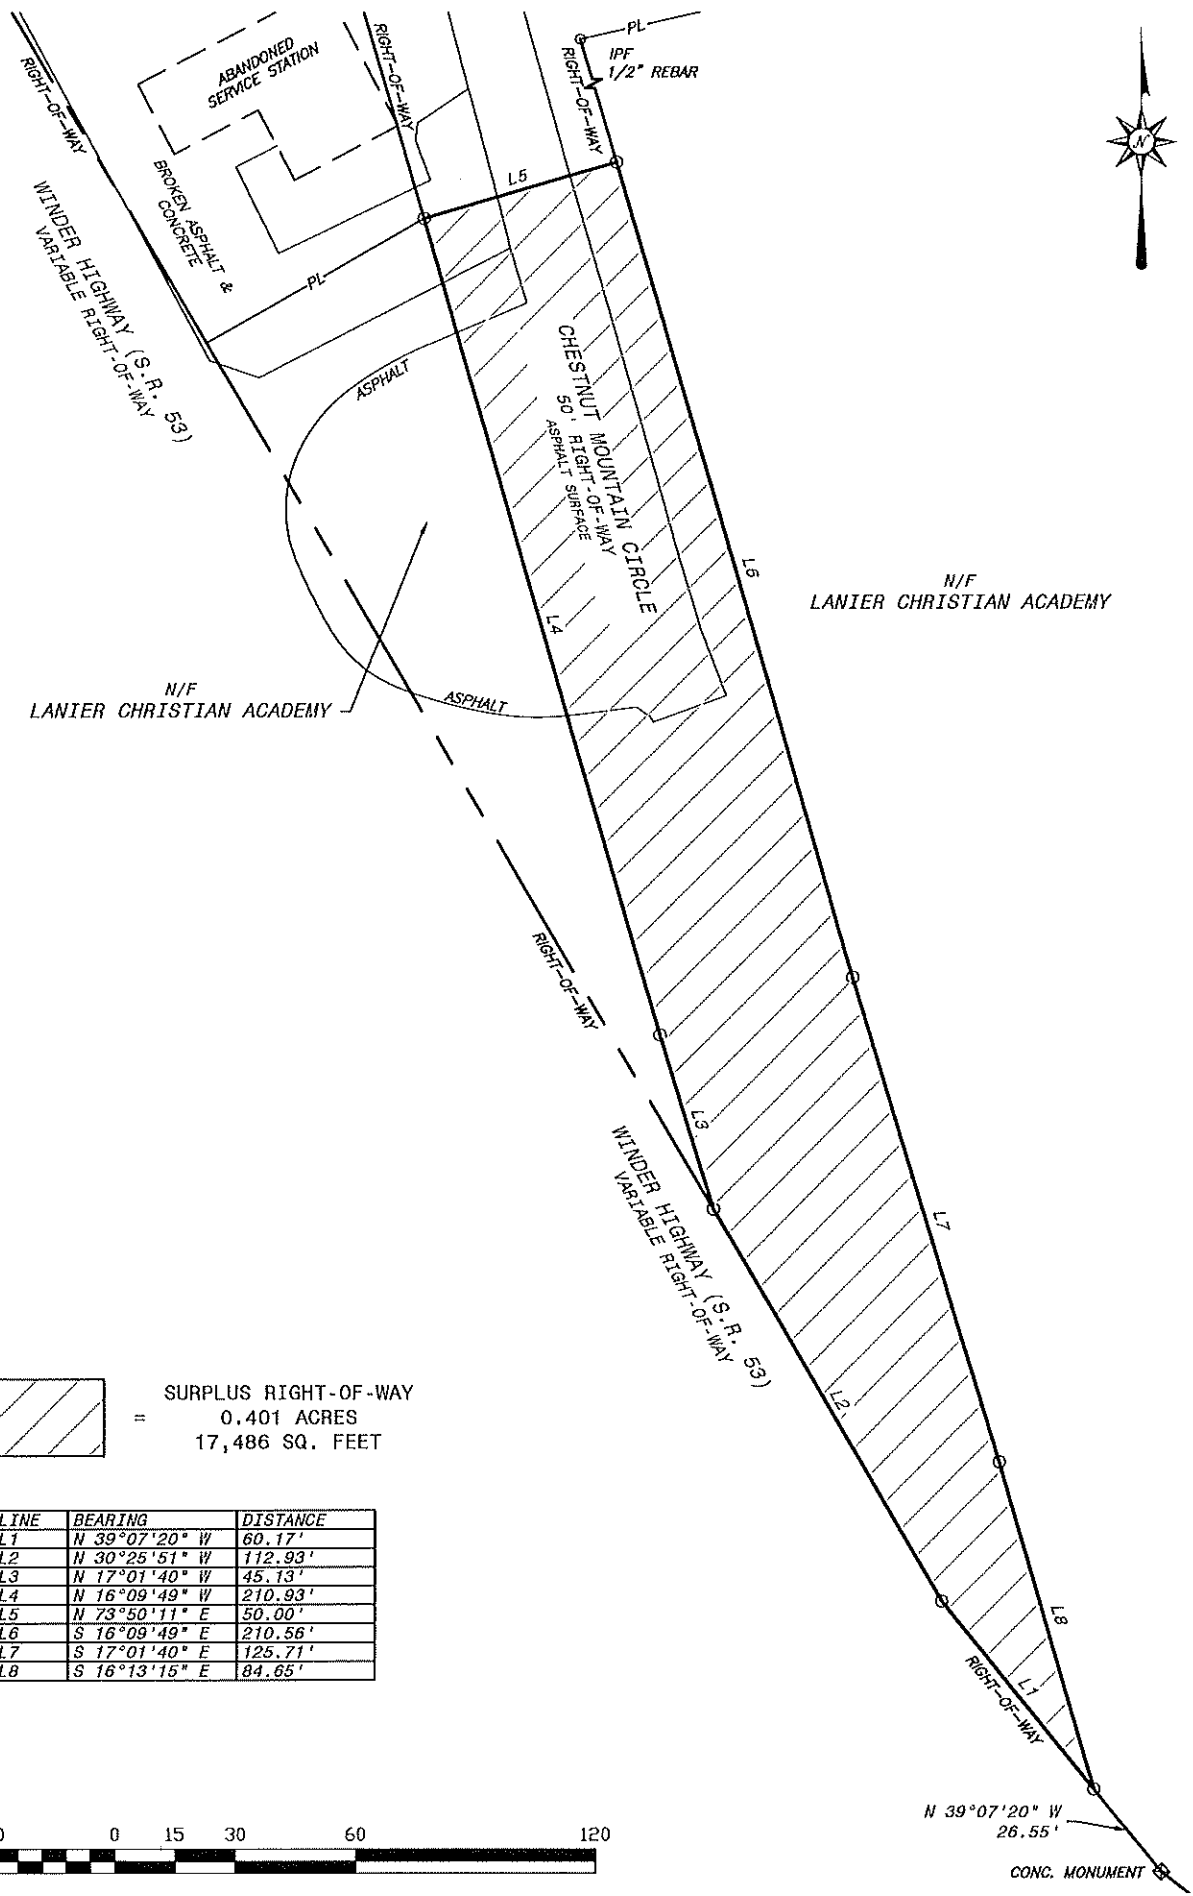 RIGHT-OF-WAY
ABANDONED
SERVICE STATION
RIGHT-OF-WAY
RIGHT-OF-WAY
PL
IPF
1/2" REBAR
N
L5
BROKEN ASPHALT &
CONCRETE
WINDER HIGHWAY (S.R. 53)
VARIABLE RIGHT-OF-WAY
PL
ASPHALT
CHESTNUT MOUNTAIN CIRCLE
50' RIGHT-OF-WAY
ASPHALT SURFACE
L6
N/F
LANIER CHRISTIAN ACADEMY
L4
N/F
LANIER CHRISTIAN ACADEMY
ASPHALT
RIGHT-OF-WAY
L3
WINDER HIGHWAY (S.R. 53)
VARIABLE RIGHT-OF-WAY
L7
L2
SURPLUS RIGHT-OF-WAY
= 0.401 ACRES
17,486 SQ. FEET
LINE BEARING DISTANCE
L1 N 39°07'20" W 60.17'
L2 N 30°25'51" W 112.93'
L3 N 17°01'40" W 45.13'
L4 N 16°09'49" W 210.93'
L5 N 73°50'11" E 50.00'
L6 S 16°09'49" E 210.56'
L7 S 17°01'40" E 125.71'
L8 S 16°13'15" E 84.65'
L8
L1
RIGHT-OF-WAY
N 39°07'20" W
26.55'
CONC. MONUMENT
0 0 15 30 60 120